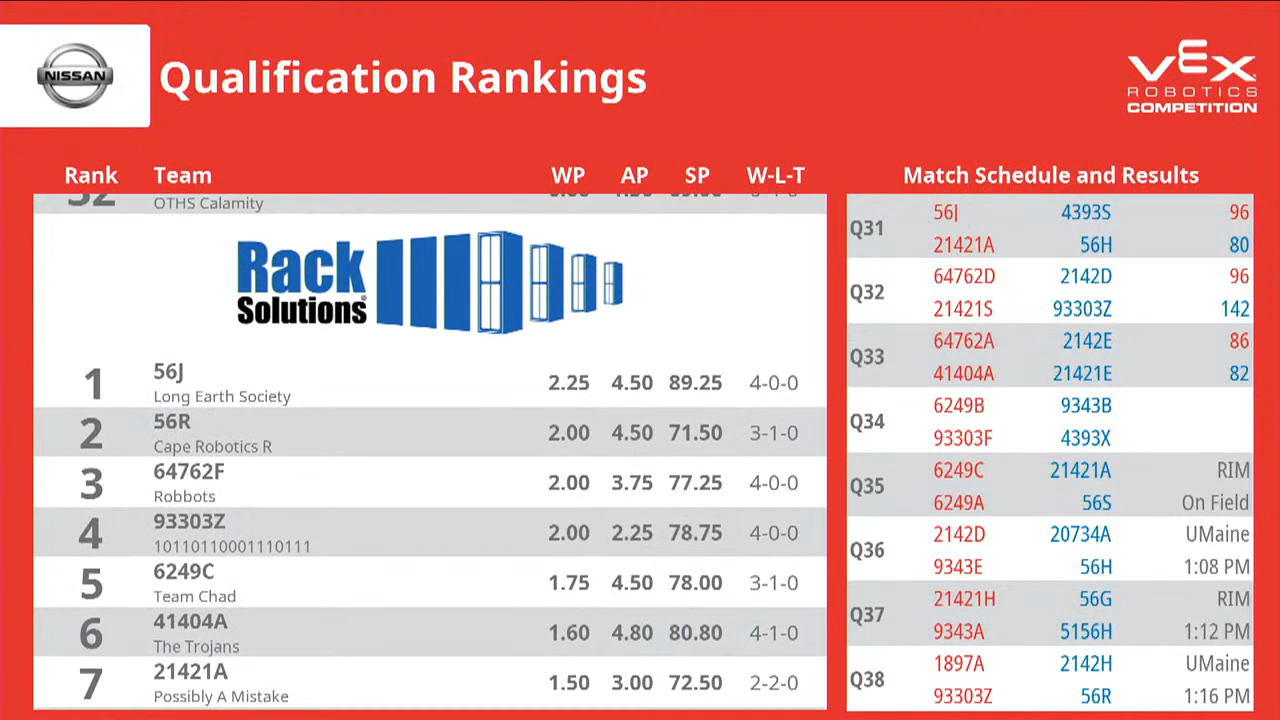 NISSAN
Qualification Rankings
VEX
ROBOTICS
COMPETITION
Rank Team WP AP SP W-L-T
OTHS Calamity
Rack
Solutions
1 56J 2.25 4.50 89.25 4-0-0
Long Earth Society
2 56R 2.00 4.50 71.50 3-1-0
Cape Robotics R
3 64762F 2.00 3.75 77.25 4-0-0
Robbots
4 93303Z 2.00 2.25 78.75 4-0-0
10110110001110111
5 6249C 1.75 4.50 78.00 3-1-0
Team Chad
6 41404A 1.60 4.80 80.80 4-1-0
The Trojans
7 21421A 1.50 3.00 72.50 2-2-0
Possibly A Mistake
Match Schedule and Results
Q31 56J 4393S 96
21421A 56H 80
Q32 64762D 2142D 96
21421S 93303Z 142
Q33 64762A 2142E 86
41404A 21421E 82
Q34 6249B 9343B
93303F 4393X
Q35 6249C 21421A RIM
6249A 56S On Field
Q36 2142D 20734A UMaine
9343E 56H 1:08 PM
Q37 21421H 56G RIM
9343A 5156H 1:12 PM
Q38 1897A 2142H UMaine
93303Z 56R 1:16 PM